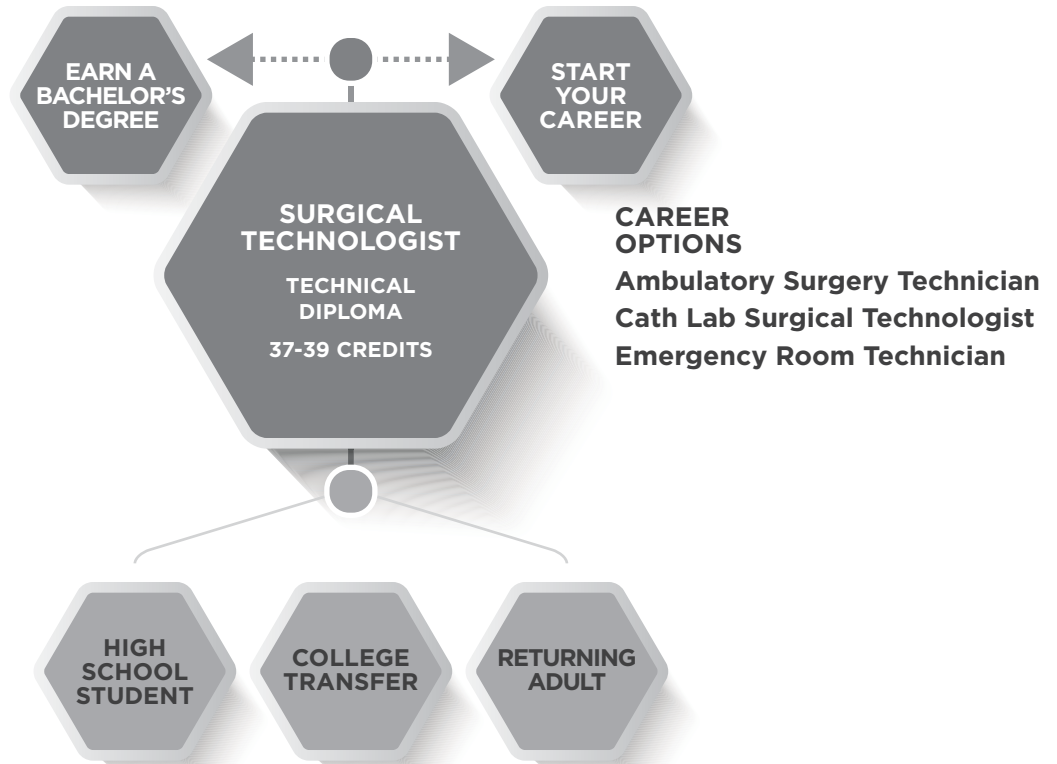 EARN A
BACHELOR'S
DEGREE
START
YOUR
CAREER
SURGICAL
TECHNOLOGIST
TECHNICAL
DIPLOMA
37-39 CREDITS
CAREER
OPTIONS
Ambulatory Surgery Technician
Cath Lab Surgical Technologist
Emergency Room Technician
HIGH
SCHOOL
STUDENT
COLLEGE
TRANSFER
RETURNING
ADULT